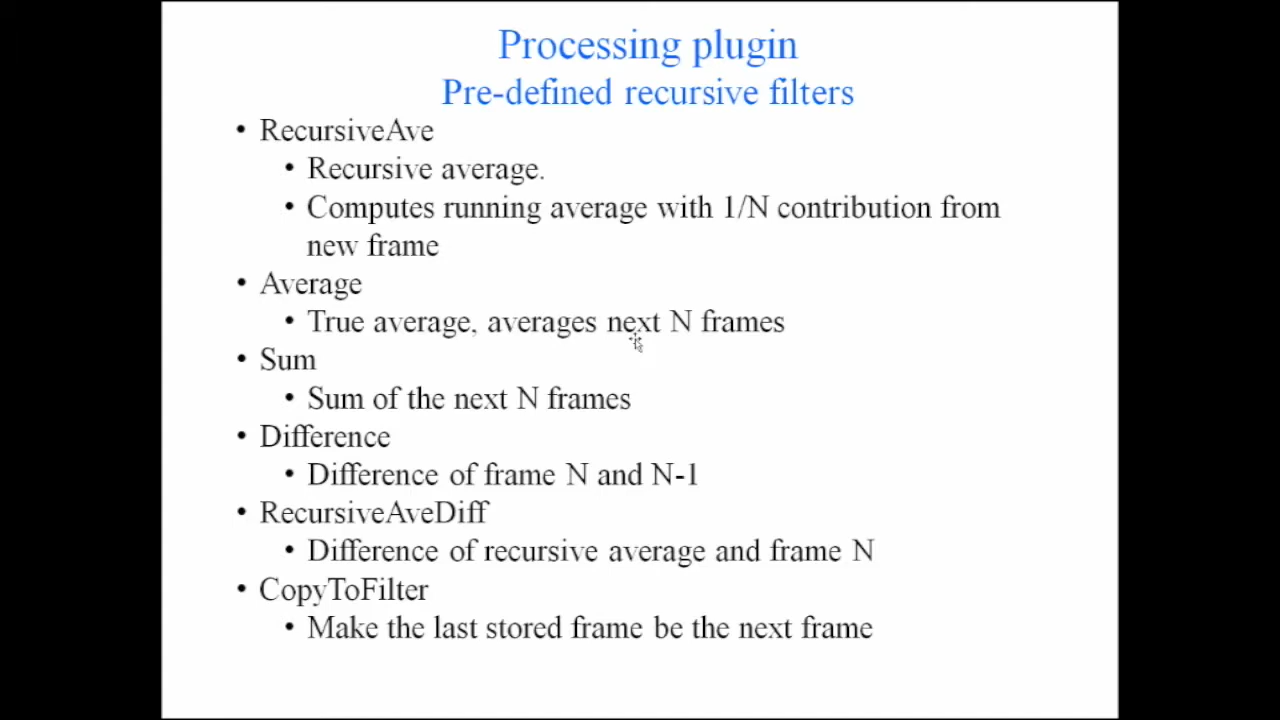 Processing plugin
Pre-defined recursive filters
• RecursiveAve
• Recursive average.
• Computes running average with 1/N contribution from
new frame
• Average
• True average, averages next N frames
• Sum
• Sum of the next N frames
• Difference
• Difference of frame N and N-1
• RecursiveAveDiff
• Difference of recursive average and frame N
• CopyToFilter
• Make the last stored frame be the next frame